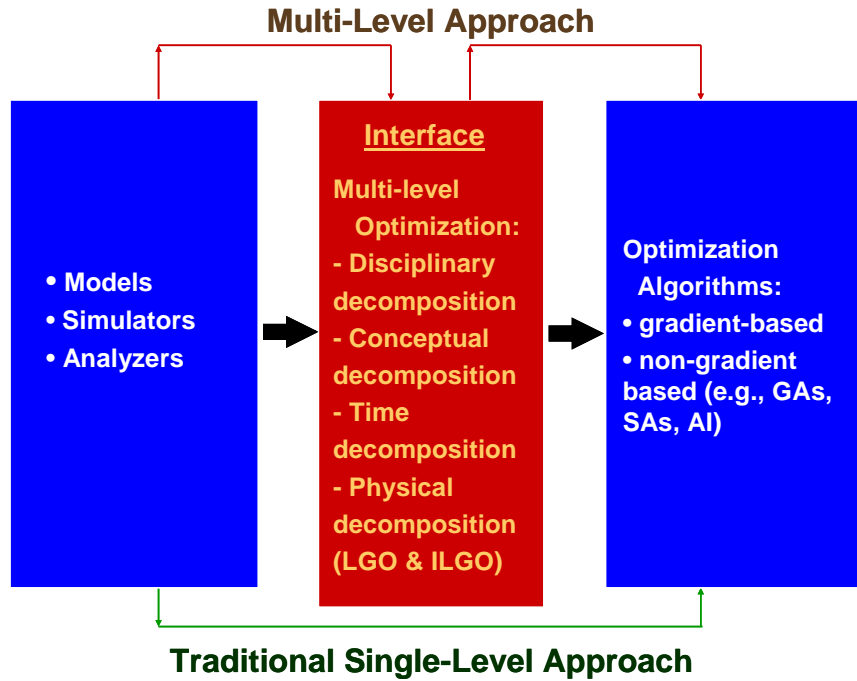 Multi-Level Approach
• Models
• Simulators
• Analyzers
Interface
Multi-level
Optimization:
- Disciplinary
decomposition
- Conceptual
decomposition
- Time
decomposition
- Physical
decomposition
(LGO & ILGO)
Optimization
Algorithms:
• gradient-based
• non-gradient
based (e.g., GAs,
SAs, AI)
Traditional Single-Level Approach